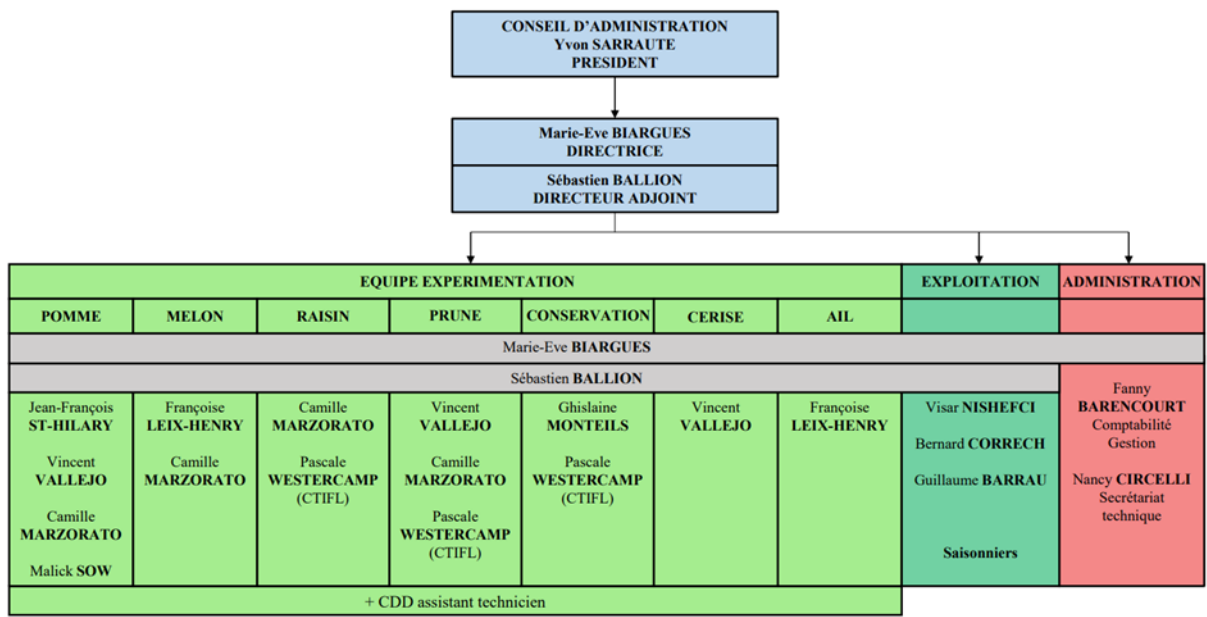 CONSEIL D’ADMINISTRATION
Yvon SARRAUTE
PRESIDENT
Marie-Eve BIARGUES
DIRECTRICE
Sébastien BALLION
DIRECTEUR ADJOINT
EQUIPE EXPERIMENTATION
EXPLOITATION
ADMINISTRATION
POMME
MELON
RAISIN
PRUNE
CONSERVATION
CERISE
AIL
Marie-Eve BIARGUES
Sébastien BALLION
Jean-François
ST-HILARY
Vincent
VALLEJO
Camille
MARZORATO
Malick SOW
Françoise
LEIX-HENRY
Camille
MARZORATO
Camille
MARZORATO
Pascale
WESTERCAMP
(CTIFL)
Vincent
VALLEJO
Camille
MARZORATO
Pascale
WESTERCAMP
(CTIFL)
Ghislaine
MONTEILS
Pascale
WESTERCAMP
(CTIFL)
Vincent
VALLEJO
Françoise
LEIX-HENRY
Visar NISHEFCI
Bernard CORRECH
Guillaume BARRAU
Saisonniers
Fanny
BARENCOURT
Comptabilité
Gestion
Nancy CIRCELLI
Secrétariat
technique
+ CDD assistant technicien